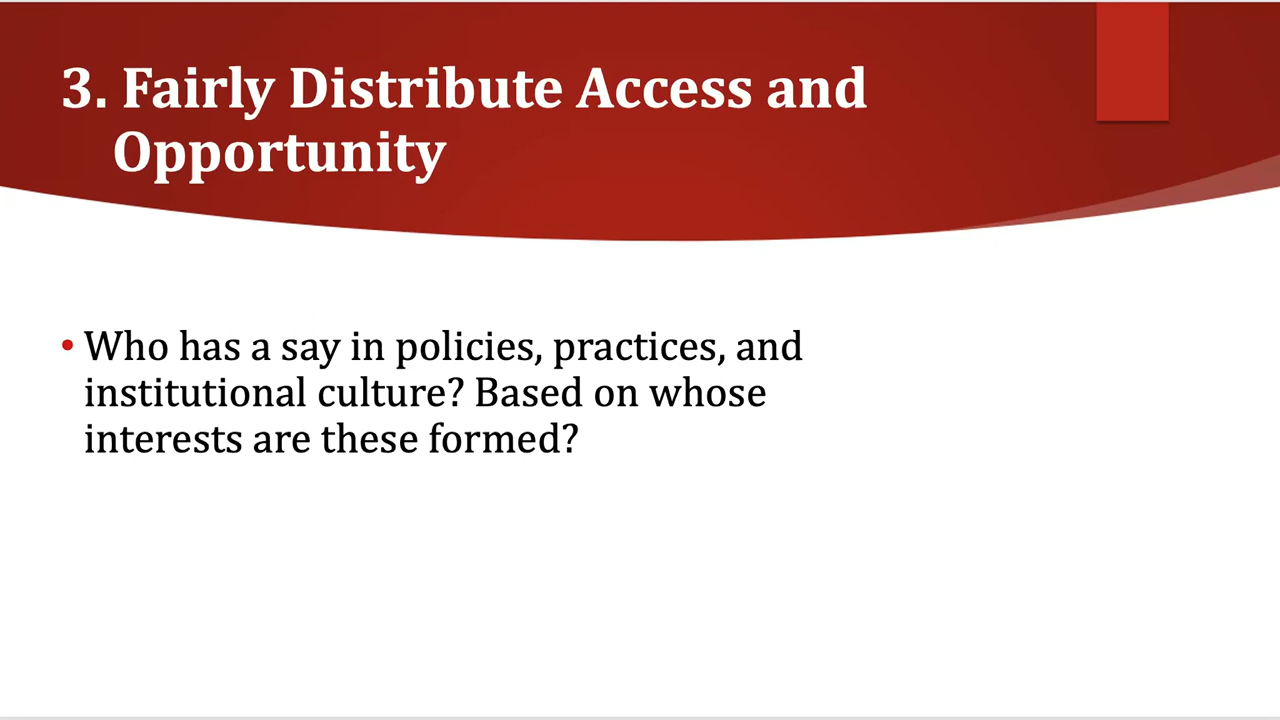 3. Fairly Distribute Access and
Opportunity
• Who has a say in policies, practices, and
institutional culture? Based on whose
interests are these formed?